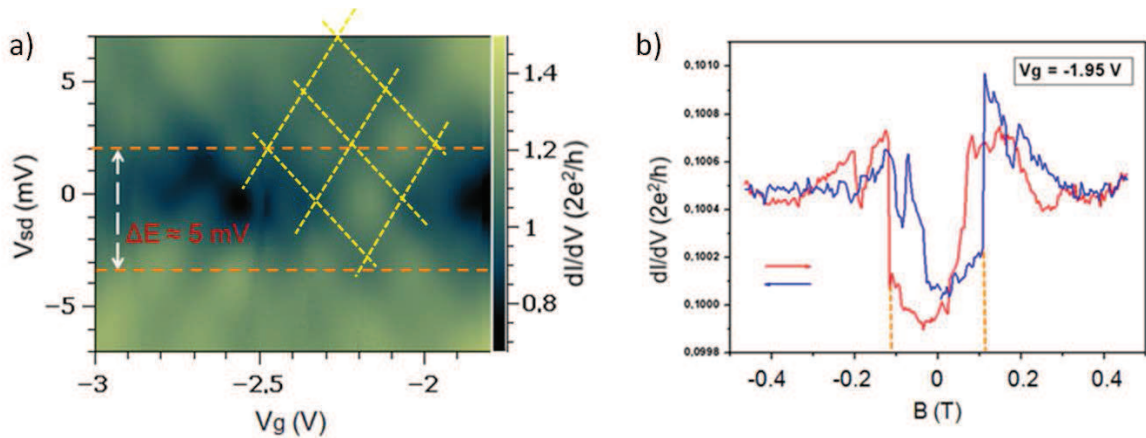 a)
5
0
−5
Vsd (mV)
ΔE ≈ 5 mV
−3
−2.5
−2
Vg (V)
1.4
1.2
1
0.8
dI/dV (2e²/h)
b)
Vg = -1.95 V
0,1010
0,1008
0,1006
0,1004
0,1002
0,1000
0,0998
dI/dV (2e²/h)
-0.4
-0.2
0
0.2
0.4
B (T)